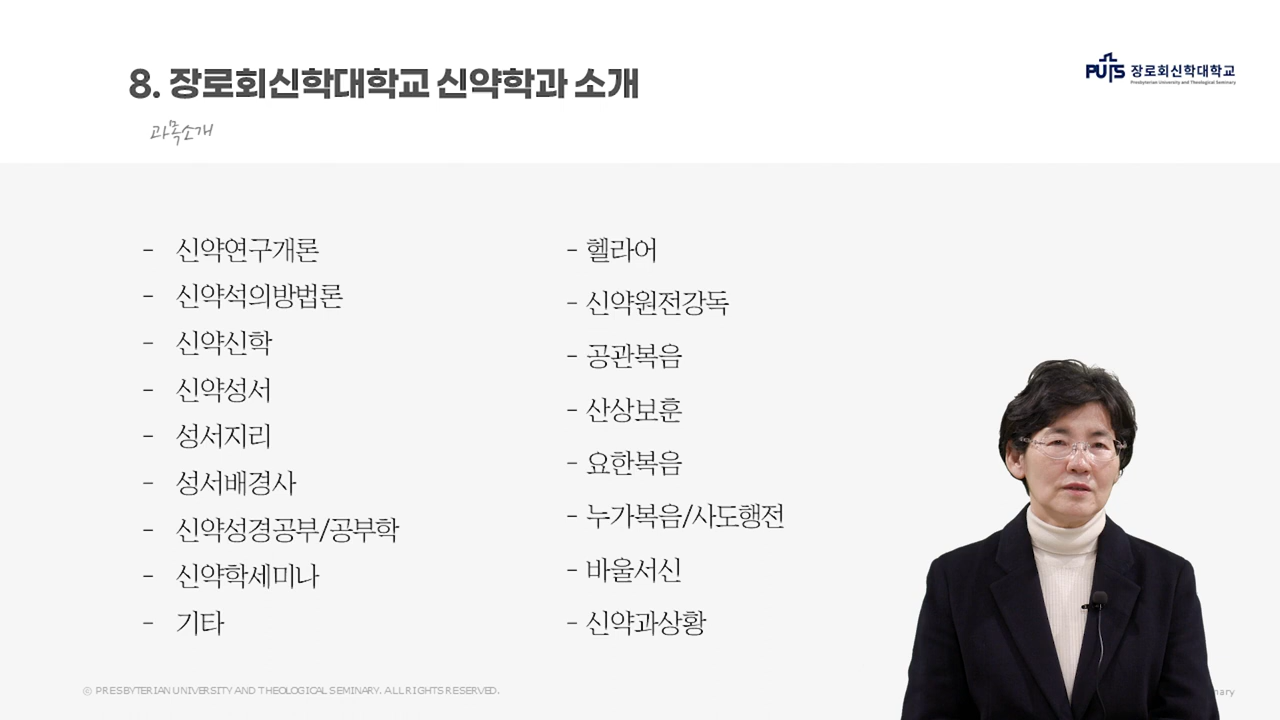 8. 장로회신학대학교 신약학과 소개
과목소개
PUTS 장로회신학대학교
Presbyterian University and Theological Seminary
- 신약연구개론
- 신약석의방법론
- 신약신학
- 신약성서
- 성서지리
- 성서배경사
- 신약성경공부/공부학
- 신약학세미나
- 기타
- 헬라어
- 신약원전강독
- 공관복음
- 산상보훈
- 요한복음
- 누가복음/사도행전
- 바울서신
- 신약과상황
© PRESBYTERIAN UNIVERSITY AND THEOLOGICAL SEMINARY. ALL RIGHTS RESERVED.